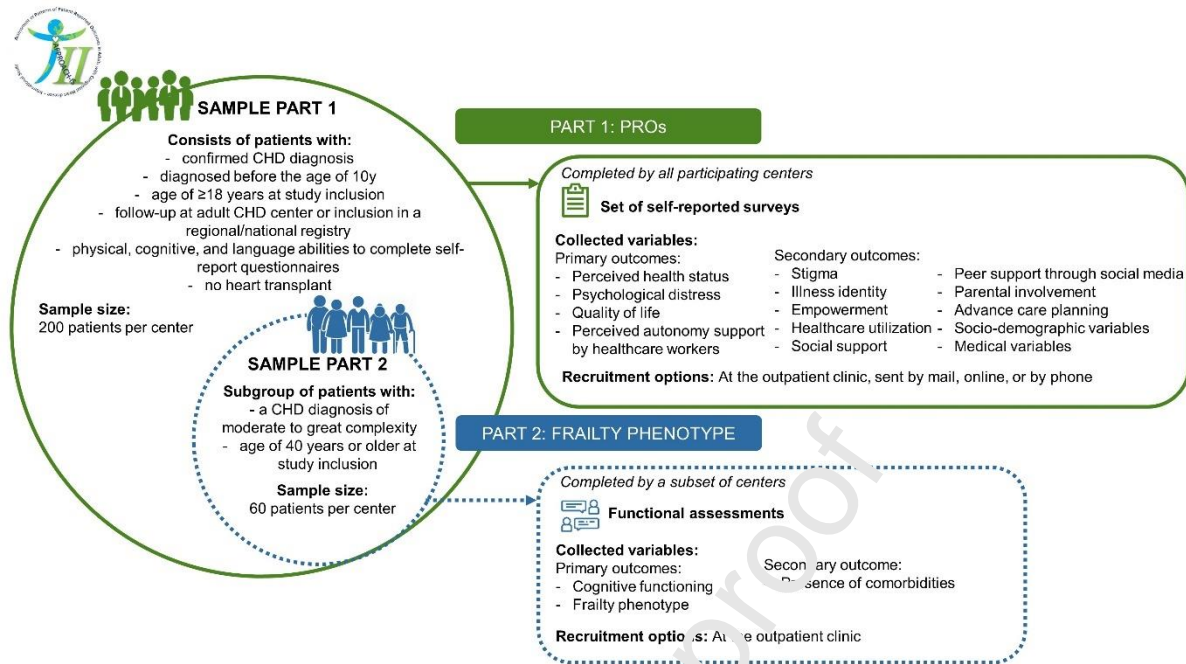 II
SAMPLE PART 1
Consists of patients with:
- confirmed CHD diagnosis
- diagnosed before the age of 10y
- age of ≥18 years at study inclusion
- follow-up at adult CHD center or inclusion in a
regional/national registry
- physical, cognitive, and language abilities to complete self-
report questionnaires
- no heart transplant
Sample size:
200 patients per center
SAMPLE PART 2
Subgroup of patients with:
- a CHD diagnosis of
moderate to great complexity
- age of 40 years or older at
study inclusion
Sample size:
60 patients per center
PART 1: PROs
Completed by all participating centers
Set of self-reported surveys
Collected variables:
Primary outcomes:
- Perceived health status
- Psychological distress
- Quality of life
- Perceived autonomy support
by healthcare workers
Secondary outcomes:
- Stigma
- Illness identity
- Empowerment
- Healthcare utilization
- Social support
- Peer support through social media
- Parental involvement
- Advance care planning
- Socio-demographic variables
- Medical variables
Recruitment options: At the outpatient clinic, sent by mail, online, or by phone
PART 2: FRAILTY PHENOTYPE
Completed by a subset of centers
Functional assessments
Collected variables:
Primary outcomes:
- Cognitive functioning
- Frailty phenotype
Secondary outcome:
of comorbidities
Recruitment options: At outpatient clinic
proof